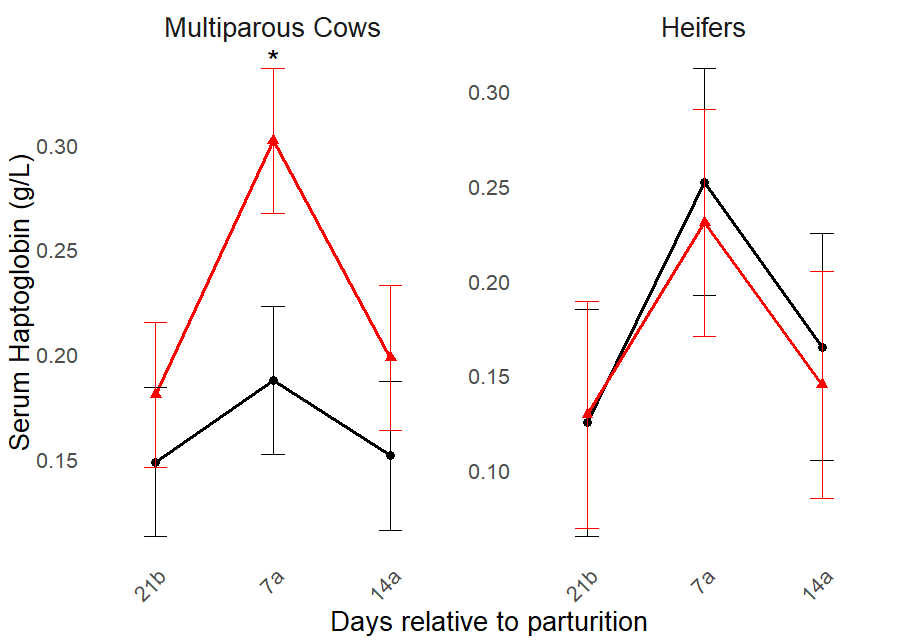 Multiparous Cows
Heifers
*
Serum Haptoglobin (g/L)
0.30
0.25
0.20
0.15
0.30
0.25
0.20
0.15
0.10
21b
7a
14a
21b
7a
14a
Days relative to parturition